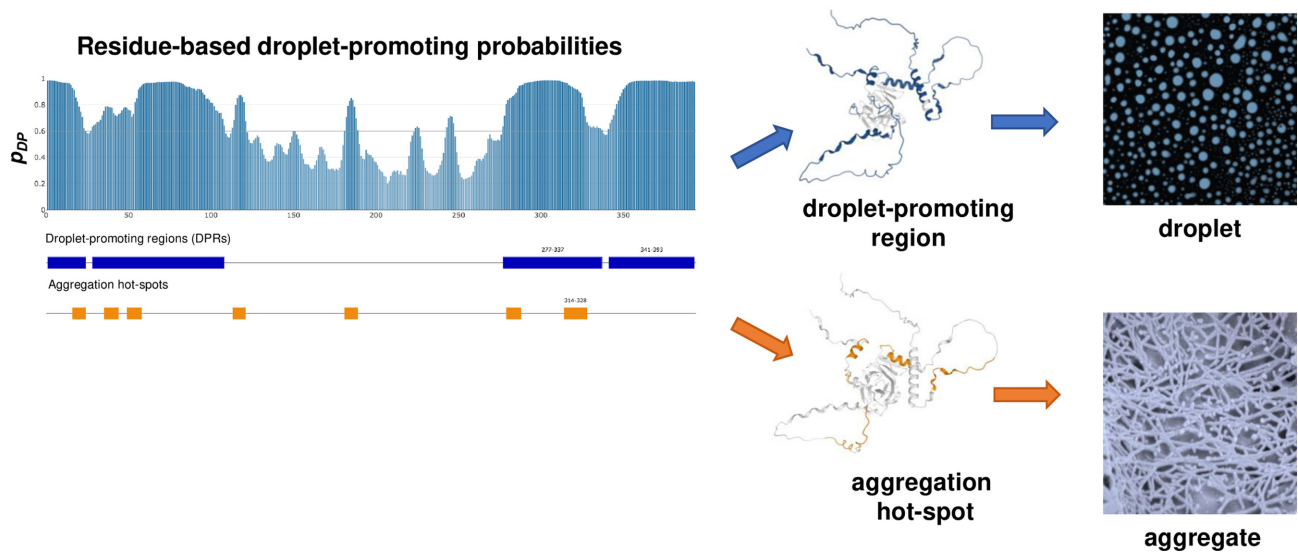 Residue-based droplet-promoting probabilities
1
0.8
0.6
0.4
0.2
0
pDP
0 50 100 150 200 250 300 350
Droplet-promoting regions (DPRs)
277-337 341-393
Aggregation hot-spots
314-328
droplet-promoting
region
droplet
aggregation
hot-spot
aggregate